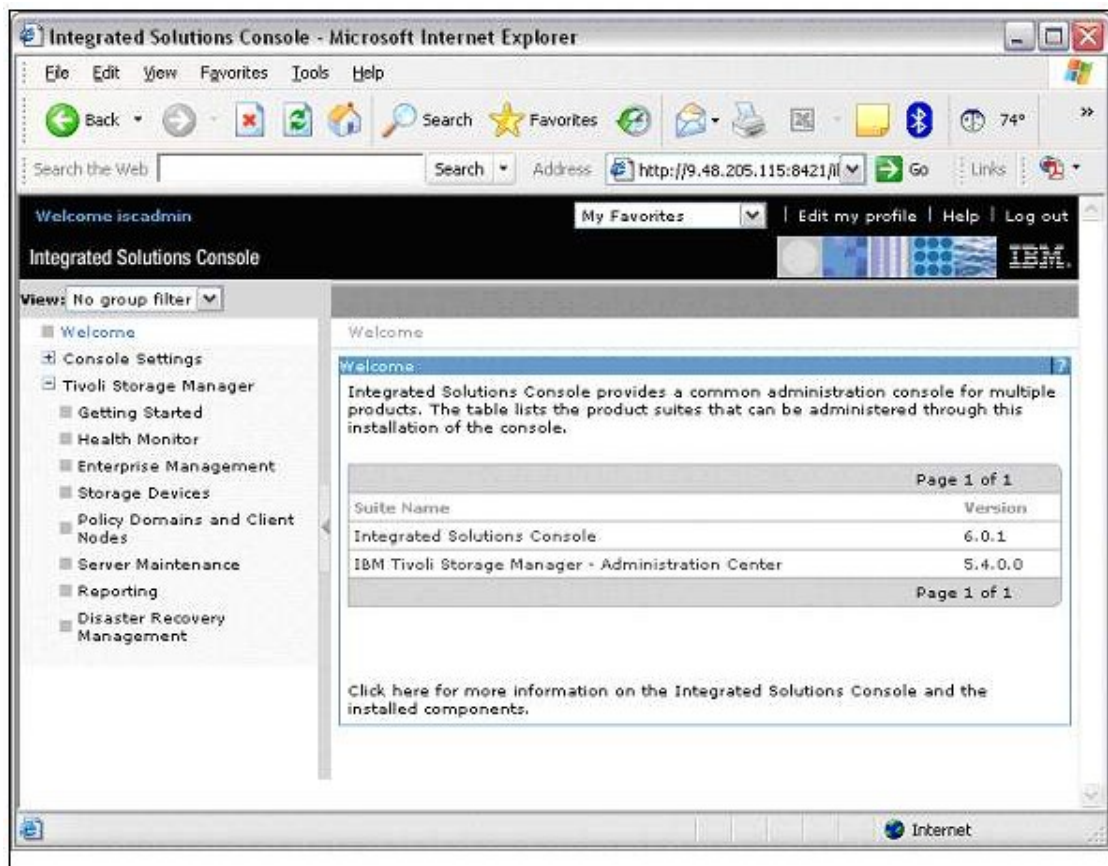 Integrated Solutions Console - Microsoft Internet Explorer
File Edit View Favorites Tools Help
Back Search Favorites 74° »
Search the Web Search Address http://9.48.205.115:8421/ Go Links
Welcome iscadmin My Favorites | Edit my profile | Help | Log out
Integrated Solutions Console IBM.
View: No group filter
Welcome
Console Settings
Tivoli Storage Manager
Getting Started
Health Monitor
Enterprise Management
Storage Devices
Policy Domains and Client
Nodes
Server Maintenance
Reporting
Disaster Recovery
Management
Welcome
Welcome ?
Integrated Solutions Console provides a common administration console for multiple
products. The table lists the product suites that can be administered through this
installation of the console.
Page 1 of 1
Suite Name Version
Integrated Solutions Console 6.0.1
IBM Tivoli Storage Manager - Administration Center 5.4.0.0
Page 1 of 1
Click here for more information on the Integrated Solutions Console and the
installed components.
Internet